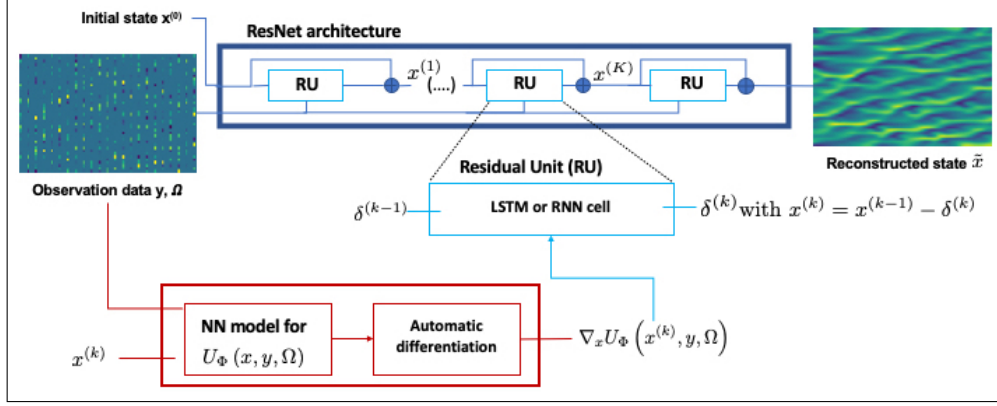 Initial state x⁽⁰⁾
ResNet architecture
RU
x⁽¹⁾
(....)
RU
x⁽ᴷ⁾
RU
Observation data y, Ω
Reconstructed state x̃
Residual Unit (RU)
δ⁽ᵏ⁻¹⁾
LSTM or RNN cell
δ⁽ᵏ⁾with x⁽ᵏ⁾ = x⁽ᵏ⁻¹⁾ − δ⁽ᵏ⁾
x⁽ᵏ⁾
NN model for
U_Φ (x, y, Ω)
Automatic
differentiation
∇ₓU_Φ (x⁽ᵏ⁾, y, Ω)